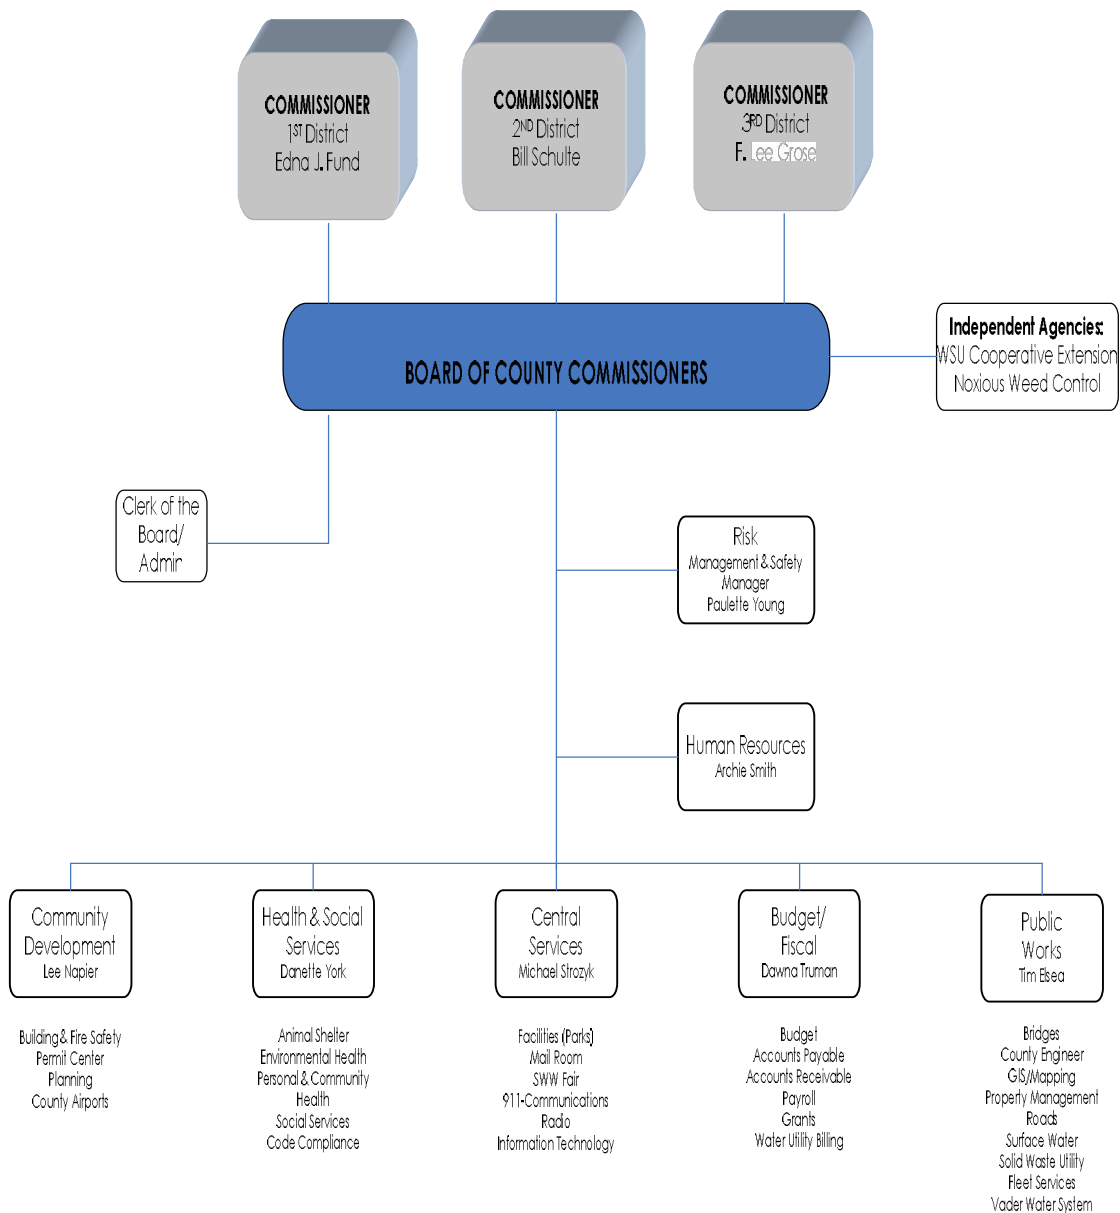 COMMISSIONER
1ST District
Edna J. Fund
COMMISSIONER
2ND District
Bill Schulte
COMMISSIONER
3RD District
F. Lee Grose
BOARD OF COUNTY COMMISSIONERS
Independent Agencies:
WSU Cooperative Extension
Noxious Weed Control
Clerk of the
Board/
Admin
Risk
Management & Safety
Manager
Paulette Young
Human Resources
Archie Smith
Community
Development
Lee Napier
Building & Fire Safety
Permit Center
Planning
County Airports
Health & Social
Services
Danette York
Animal Shelter
Environmental Health
Personal & Community
Health
Social Services
Code Compliance
Central
Services
Michael Strozyk
Facilities (Parks)
Mail Room
SWW Fair
911-Communications
Radio
Information Technology
Budget/
Fiscal
Dawna Truman
Budget
Accounts Payable
Accounts Receivable
Payroll
Grants
Water Utility Billing
Public
Works
Tim Elsea
Bridges
County Engineer
GIS/Mapping
Property Management
Roads
Surface Water
Solid Waste Utility
Fleet Services
Vader Water System